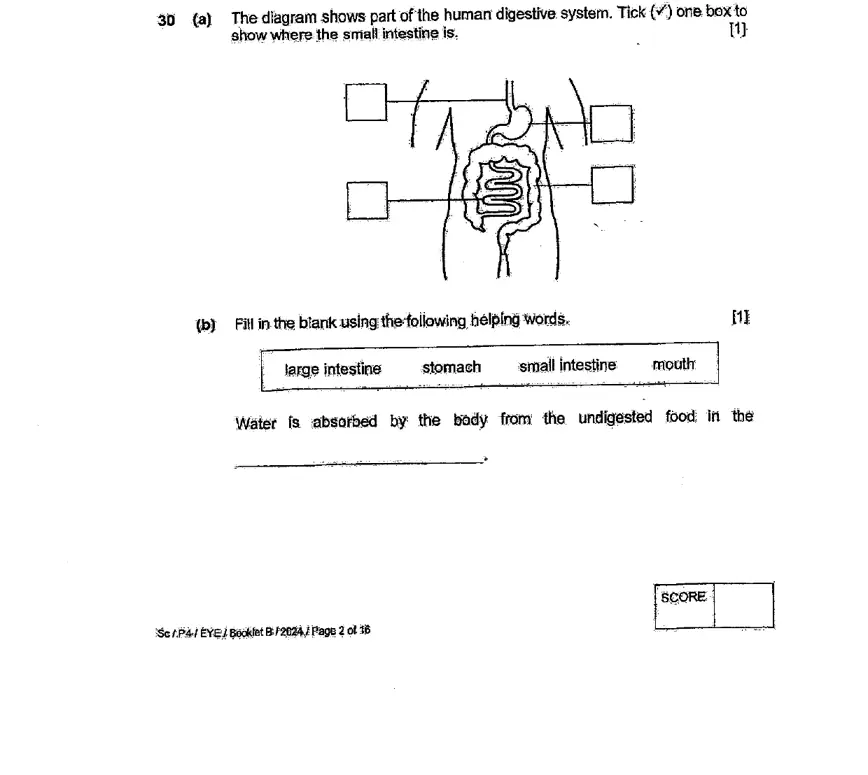 30 (a) The diagram shows part of the human digestive system. Tick (✓) one box to
show where the small intestine is. [1]
(b) Fill in the blank using the following helping words. [1]
large intestine stomach small intestine mouth
Water is absorbed by the body from the undigested food in the
.
SCORE
Sc / P4 / EYE / Booklet B / 2024 / Page 2 of 16